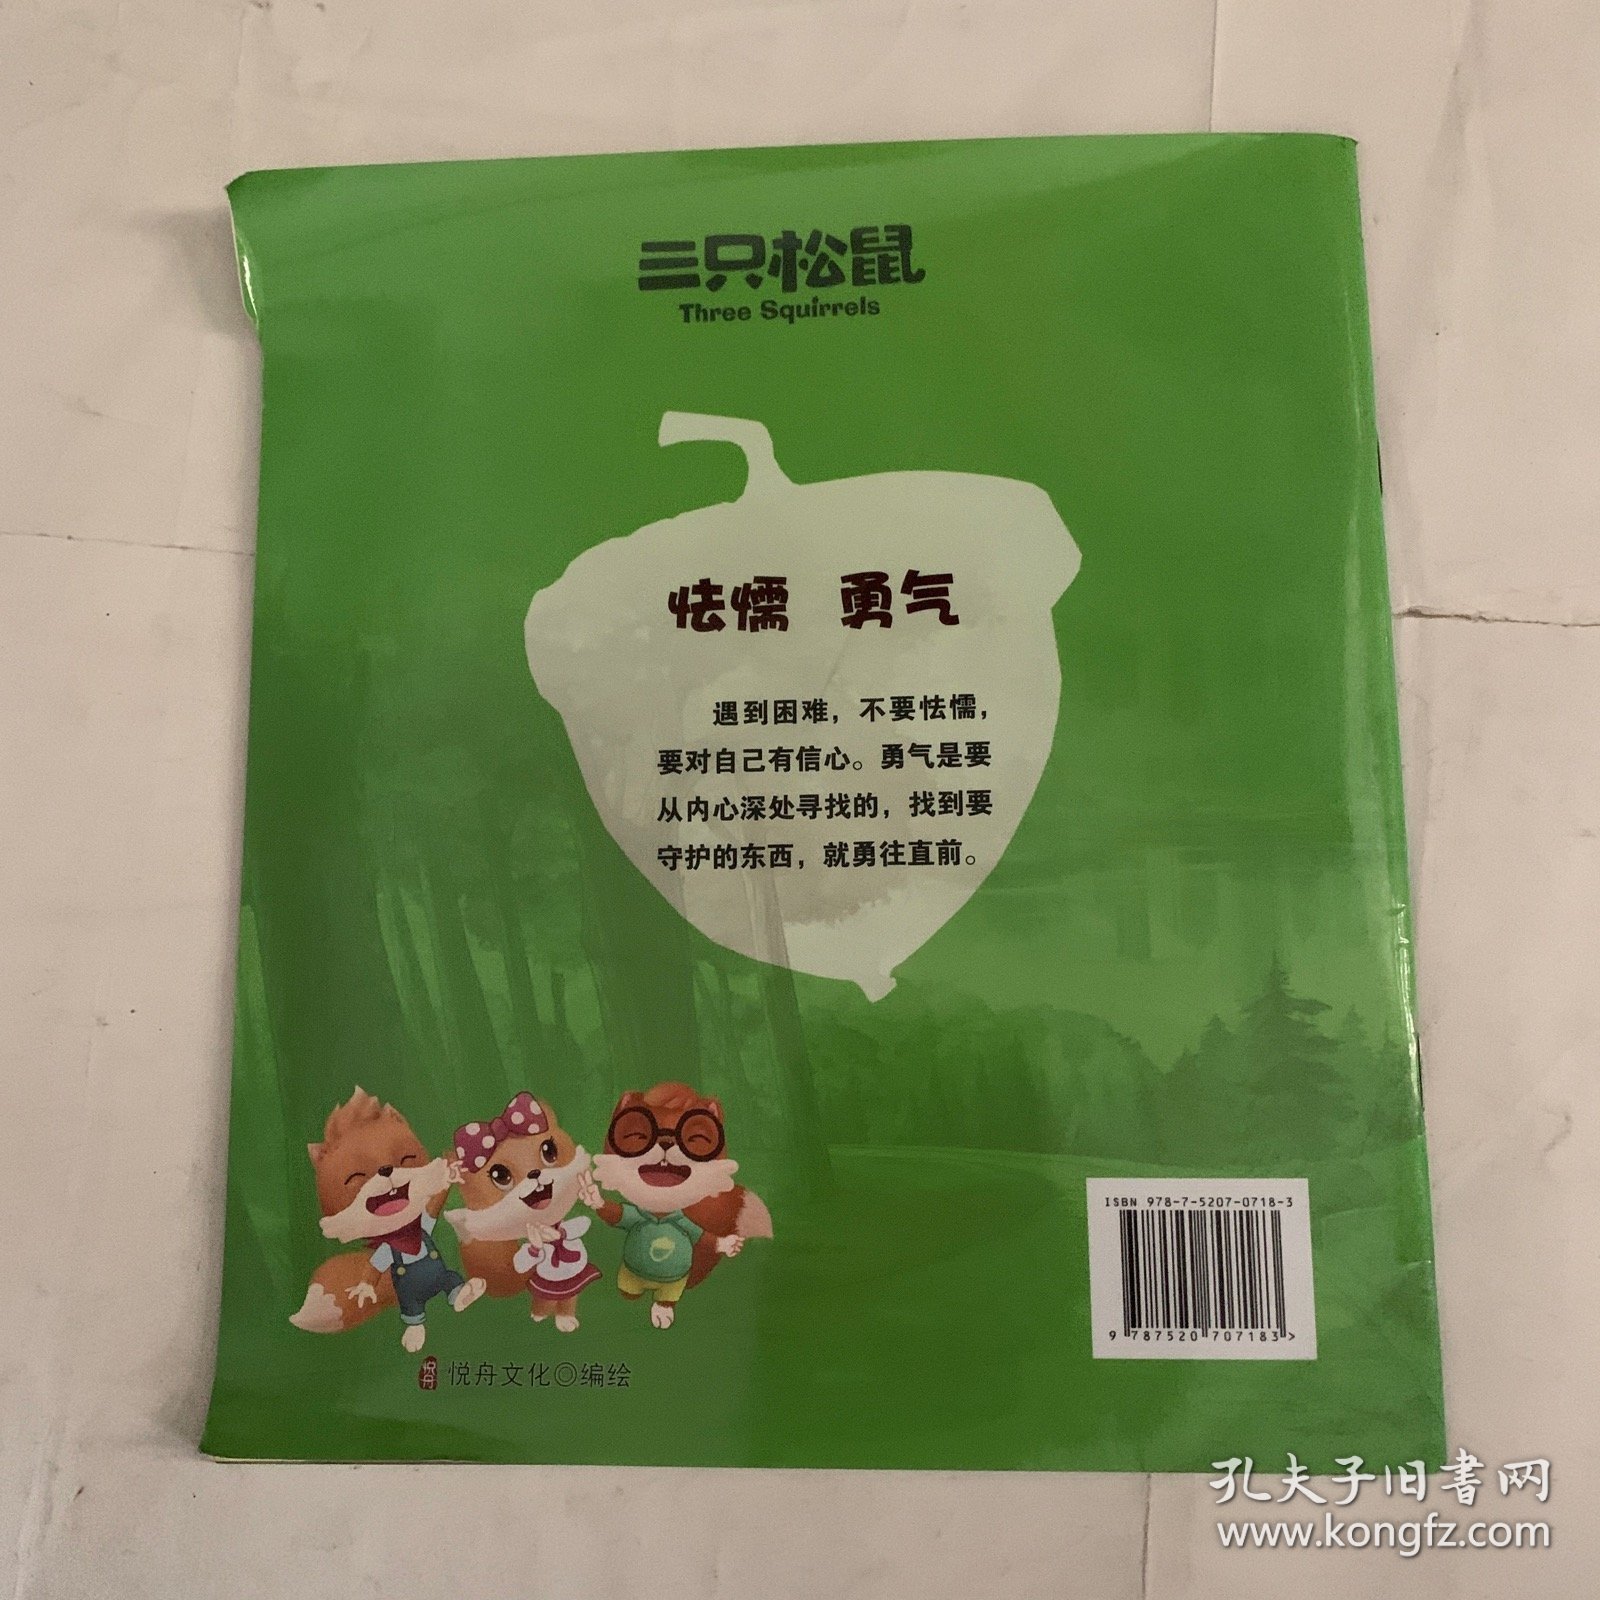 三只松鼠
Three Squirrels
怯懦 勇气
遇到困难，不要怯懦，
要对自己有信心。勇气是要
从内心深处寻找的，找到要
守护的东西，就勇往直前。
ISBN 978-7-5207-0718-3
9 787520 707183 >
悦舟 悦舟文化◎编绘
孔夫子旧书网
www.kongfz.com